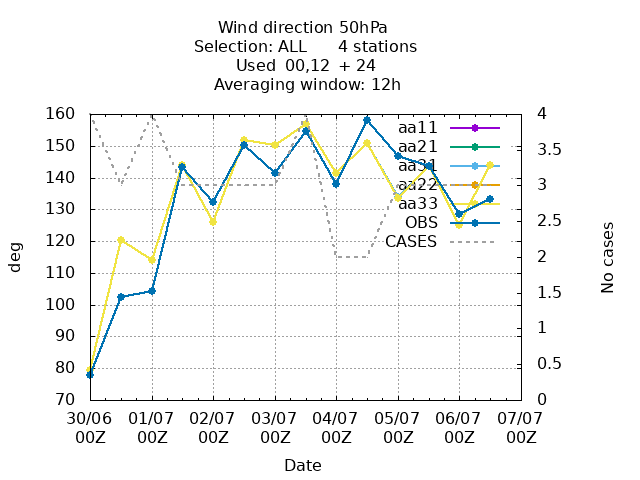 Wind direction 50hPa
Selection: ALL 4 stations
Used 00,12 + 24
Averaging window: 12h
160 4
150 3.5
140 3
130 2.5
120 2
110 1.5
100 1
90 0.5
80 0
70
aa11
aa21
aa31
aa22
aa33
OBS
CASES
deg
No cases
30/06 01/07 02/07 03/07 04/07 05/07 06/07 07/07
00Z 00Z 00Z 00Z 00Z 00Z 00Z 00Z
Date